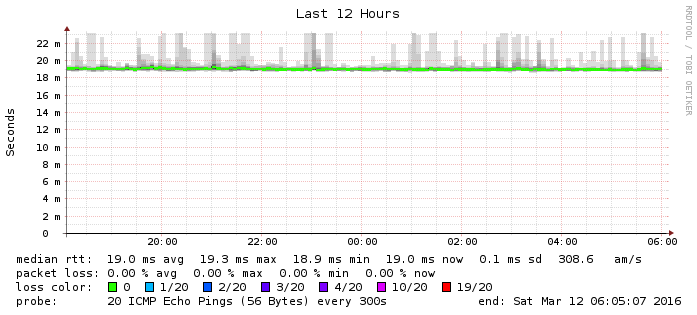 Last 12 Hours
RRDTOOL / TOBI OETIKER
Seconds
22 m
20 m
18 m
16 m
14 m
12 m
10 m
8 m
6 m
4 m
2 m
0
20:00 22:00 00:00 02:00 04:00 06:00
median rtt: 19.0 ms avg 19.3 ms max 18.9 ms min 19.0 ms now 0.1 ms sd 308.6 am/s
packet loss: 0.00 % avg 0.00 % max 0.00 % min 0.00 % now
loss color: 0 1/20 2/20 3/20 4/20 10/20 19/20
probe: 20 ICMP Echo Pings (56 Bytes) every 300s end: Sat Mar 12 06:05:07 2016